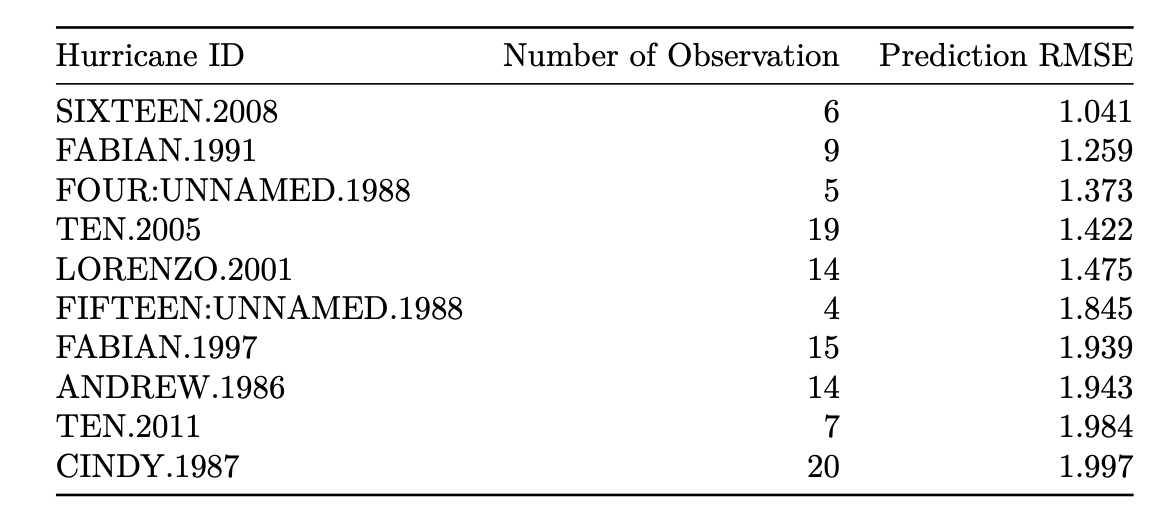 Hurricane ID Number of Observation Prediction RMSE
SIXTEEN.2008 6 1.041
FABIAN.1991 9 1.259
FOUR:UNNAMED.1988 5 1.373
TEN.2005 19 1.422
LORENZO.2001 14 1.475
FIFTEEN:UNNAMED.1988 4 1.845
FABIAN.1997 15 1.939
ANDREW.1986 14 1.943
TEN.2011 7 1.984
CINDY.1987 20 1.997